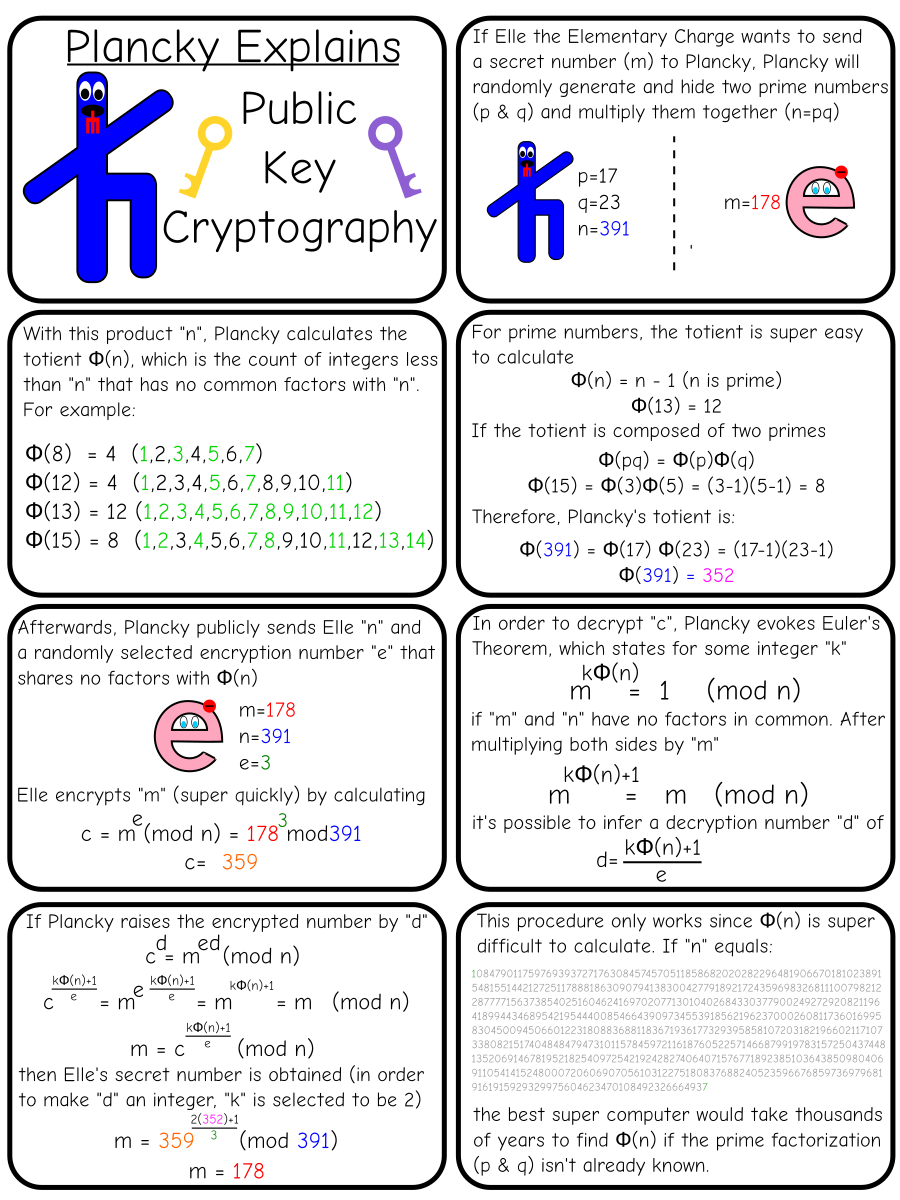 Plancky Explains
Public
Key
Cryptography
If Elle the Elementary Charge wants to send
a secret number (m) to Plancky, Plancky will
randomly generate and hide two prime numbers
(p & q) and multiply them together (n=pq)
p=17
q=23
n=391
m=178
With this product "n", Plancky calculates the
totient Φ(n), which is the count of integers less
than "n" that has no common factors with "n".
For example:
Φ(8) = 4 (1,2,3,4,5,6,7)
Φ(12) = 4 (1,2,3,4,5,6,7,8,9,10,11)
Φ(13) = 12 (1,2,3,4,5,6,7,8,9,10,11,12)
Φ(15) = 8 (1,2,3,4,5,6,7,8,9,10,11,12,13,14)
For prime numbers, the totient is super easy
to calculate
Φ(n) = n - 1 (n is prime)
Φ(13) = 12
If the totient is composed of two primes
Φ(pq) = Φ(p)Φ(q)
Φ(15) = Φ(3)Φ(5) = (3-1)(5-1) = 8
Therefore, Plancky's totient is:
Φ(391) = Φ(17) Φ(23) = (17-1)(23-1)
Φ(391) = 352
Afterwards, Plancky publicly sends Elle "n" and
a randomly selected encryption number "e" that
shares no factors with Φ(n)
m=178
n=391
e=3
Elle encrypts "m" (super quickly) by calculating
c = m^e (mod n) = 178^3 mod391
c= 359
In order to decrypt "c", Plancky evokes Euler's
Theorem, which states for some integer "k"
m^kΦ(n) = 1 (mod n)
if "m" and "n" have no factors in common. After
multiplying both sides by "m"
m^kΦ(n)+1 = m (mod n)
it's possible to infer a decryption number "d" of
d= kΦ(n)+1 / e
If Plancky raises the encrypted number by "d"
c^d = m^ed (mod n)
c^(kΦ(n)+1 / e) = m^e (kΦ(n)+1 / e) = m^kΦ(n)+1 = m (mod n)
m = c^(kΦ(n)+1 / e) (mod n)
then Elle's secret number is obtained (in order
to make "d" an integer, "k" is selected to be 2)
m = 359^(2(352)+1 / 3) (mod 391)
m = 178
This procedure only works since Φ(n) is super
difficult to calculate. If "n" equals:
the best super computer would take thousands
of years to find Φ(n) if the prime factorization
(p & q) isn't already known.